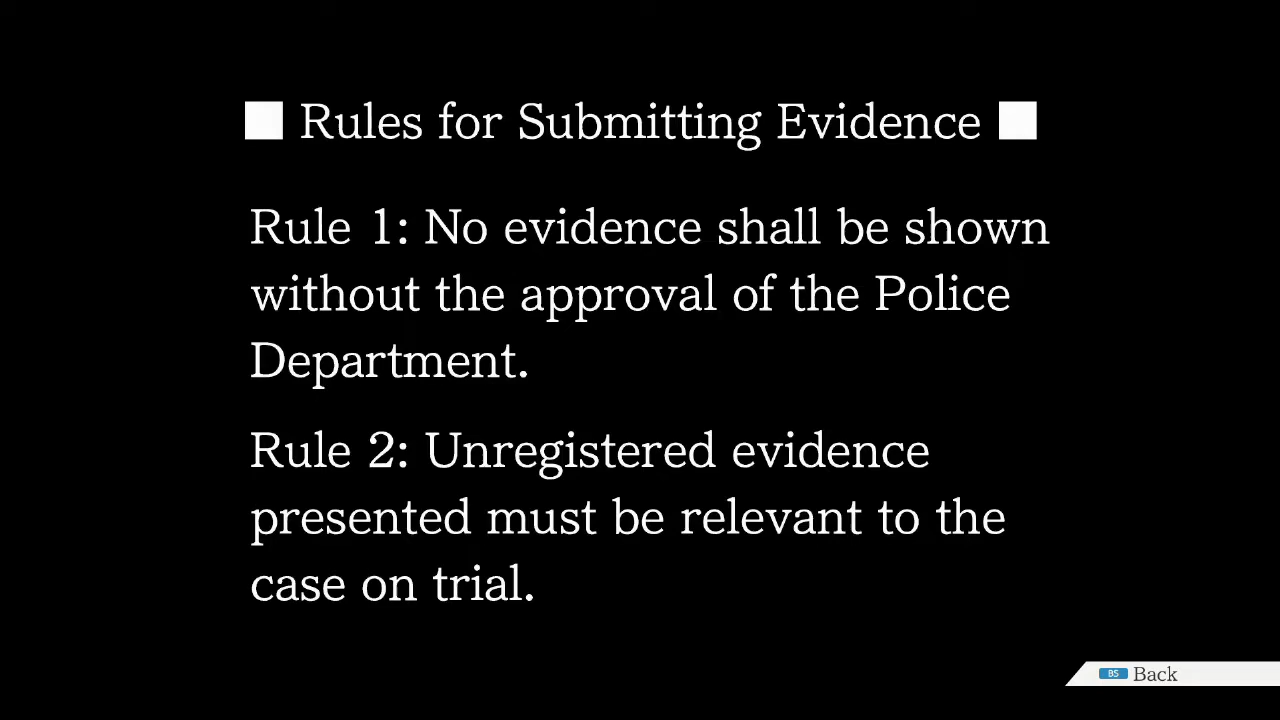 ■ Rules for Submitting Evidence ■
Rule 1: No evidence shall be shown
without the approval of the Police
Department.
Rule 2: Unregistered evidence
presented must be relevant to the
case on trial.
BS Back